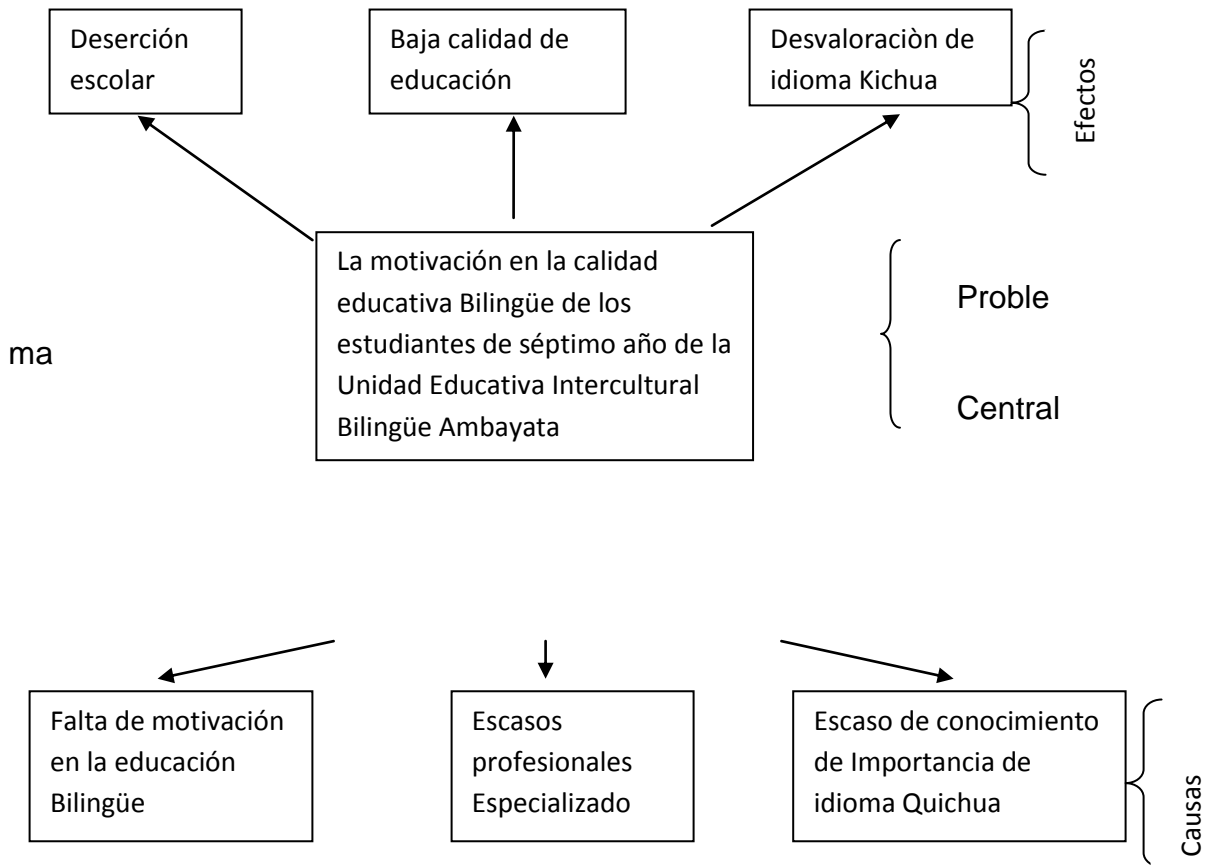 Deserción
escolar
Baja calidad de
educación
Desvaloraciòn de
idioma Kichua
Efectos
La motivación en la calidad
educativa Bilingüe de los
estudiantes de séptimo año de la
Unidad Educativa Intercultural
Bilingüe Ambayata
Proble
ma
Central
Falta de motivación
en la educación
Bilingüe
Escasos
profesionales
Especializado
Escaso de conocimiento
de Importancia de
idioma Quichua
Causas